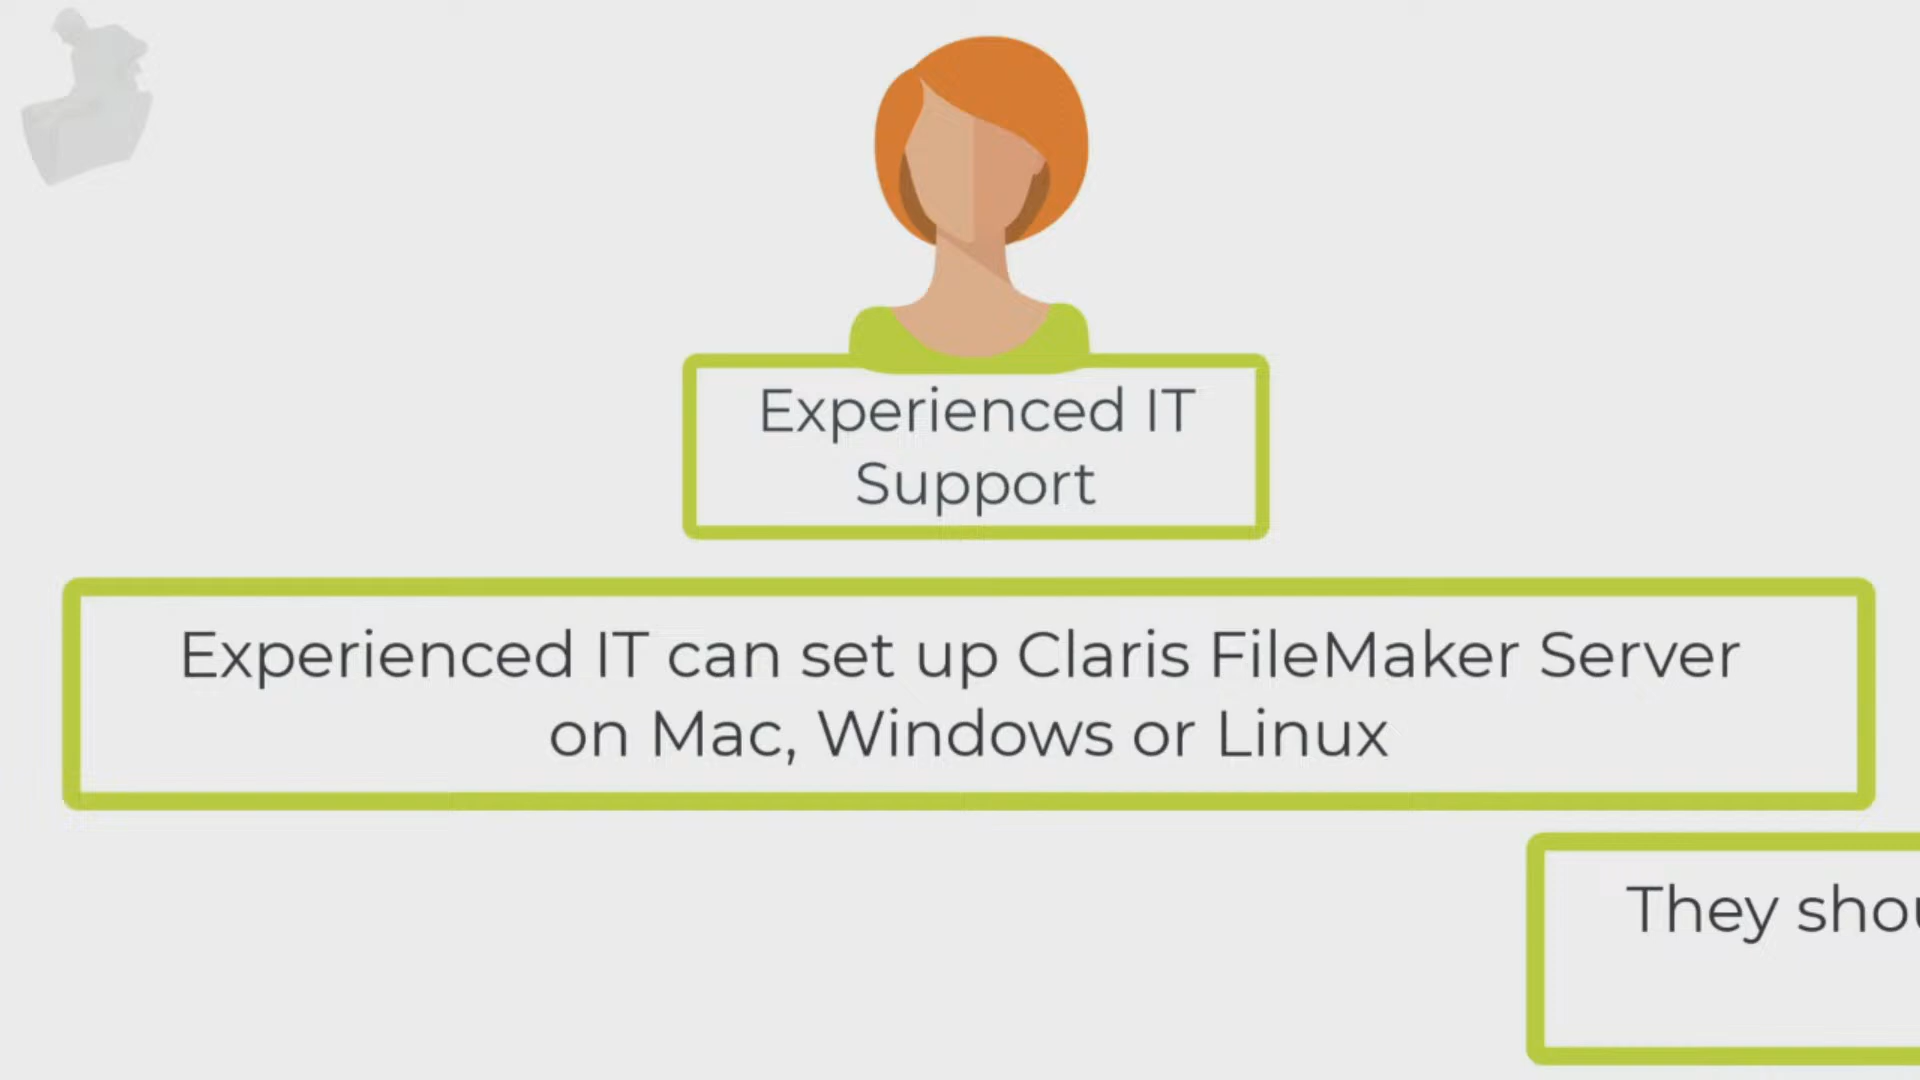 Experienced IT
Support
Experienced IT can set up Claris FileMaker Server
on Mac, Windows or Linux
They